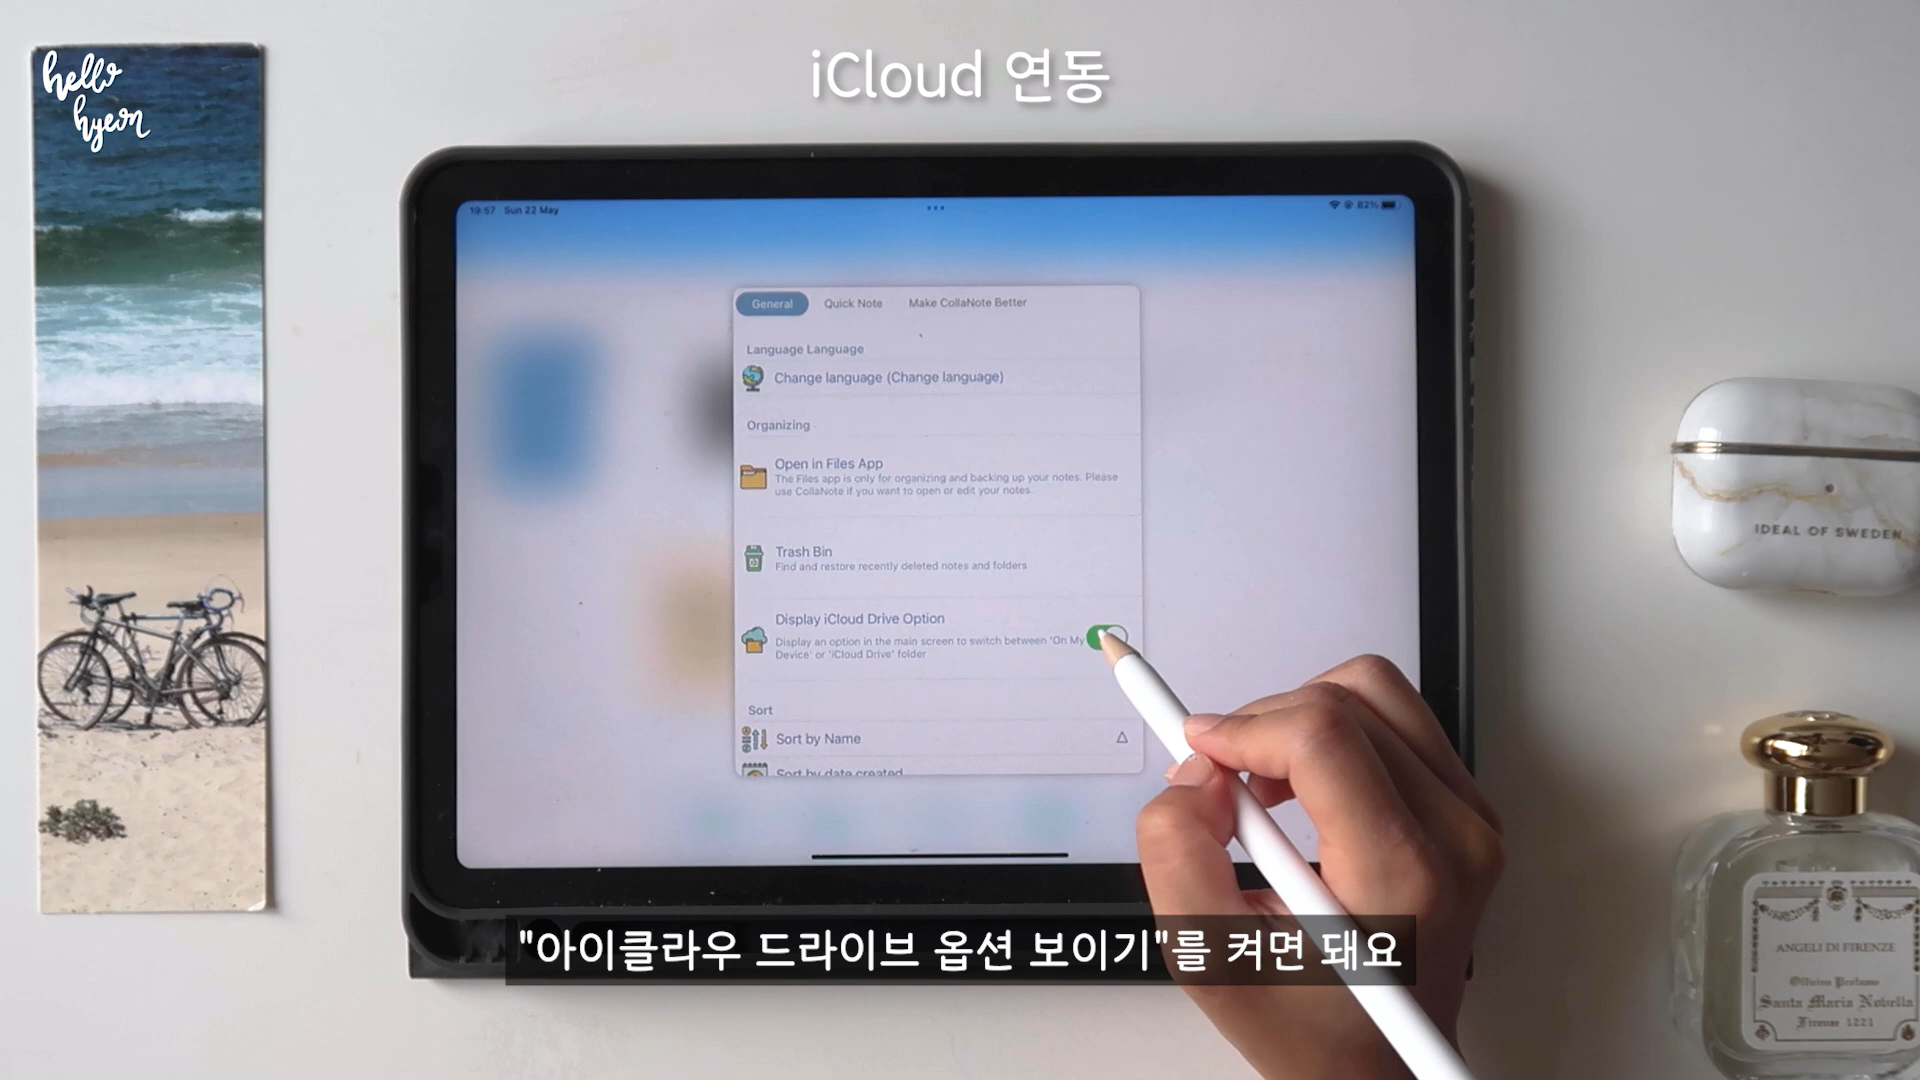 hello
hyeon
iCloud 연동
19:57 Sun 22 May
82%
General Quick Note Make CollaNote Better
Language Language
Change language (Change language)
Organizing
Open in Files App
The Files app is only for organizing and backing up your notes. Please
use CollaNote if you want to open or edit your notes.
Trash Bin
Find and restore recently deleted notes and folders
Display iCloud Drive Option
Display an option in the main screen to switch between 'On My
Device' or 'iCloud Drive' folder
Sort
Sort by Name
Sort by date created
IDEAL OF SWEDEN
ANGELI DI FIRENZE
Officina Profumo
Santa Maria Novella
Firenze 1221
"아이클라우 드라이브 옵션 보이기"를 켜면 돼요